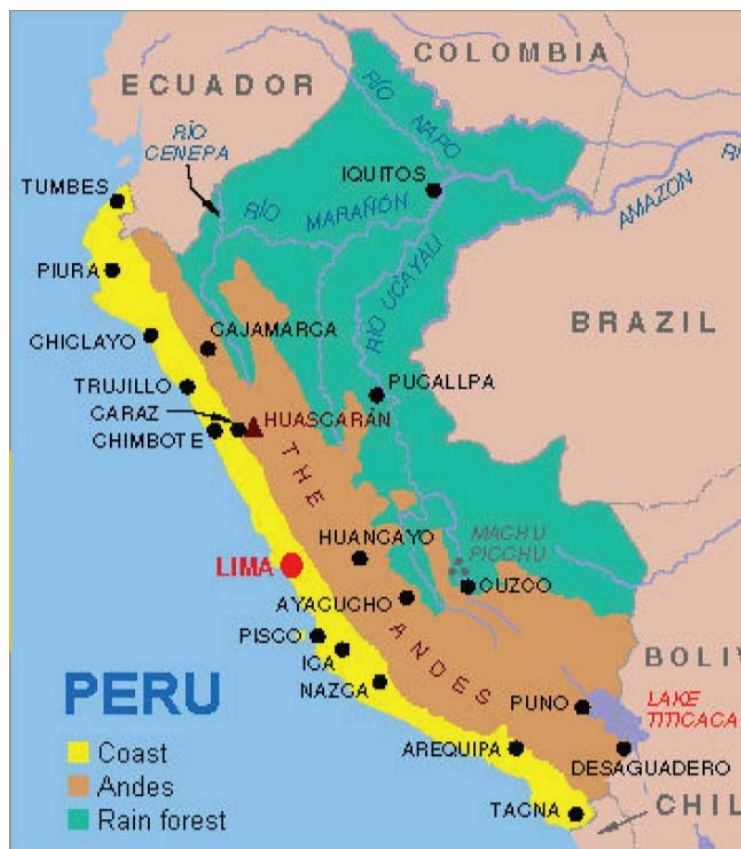 COLOMBIA
ECUADOR
RÍO NAPO
RÍO
CENEPA
IQUITOS
TUMBES
RÍO MARAÑÓN
AMAZON
PIURA
RÍO UCAYALI
BRAZIL
CHICLAYO
CAJAMARCA
TRUJILLO
PUCALLPA
CARAZ
HUASCARÁN
CHIMBOTE
THE ANDES
HUANCAYO
MACHU
PICCHU
LIMA
CUZCO
AYACUCHO
PISCO
ICA
BOLIV
NAZCA
PERU
PUNO
LAKE
TITICACA
Coast
AREQUIPA
DESAGUADERO
Andes
TACNA
CHIL
Rain forest